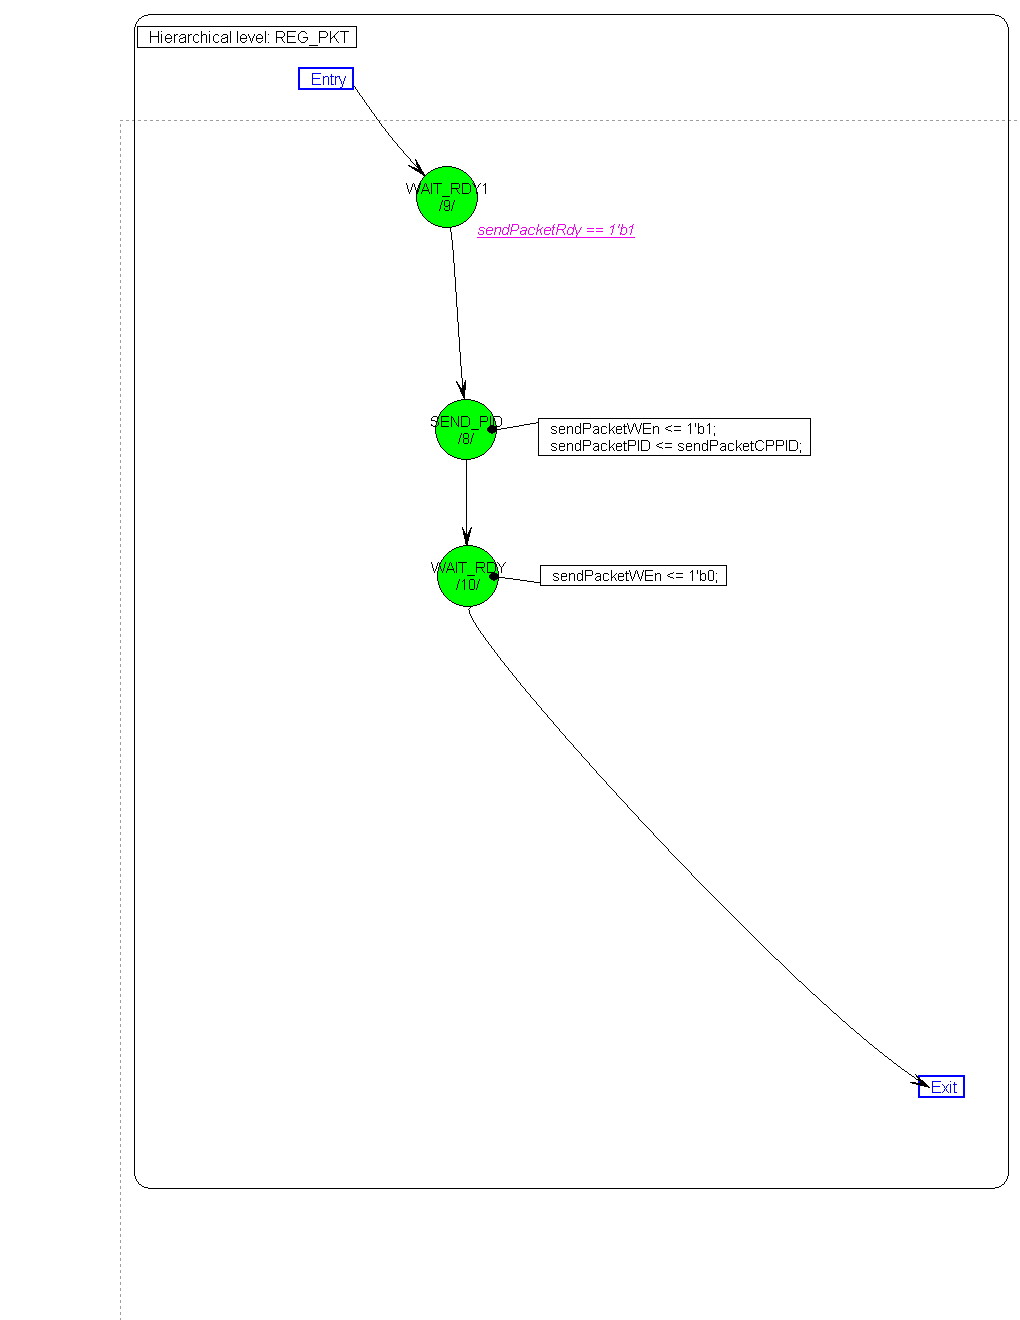 Hierarchical level: REG_PKT
Entry
WAIT_RDY1
/9/
sendPacketRdy == 1'b1
SEND_PID
/8/
sendPacketWEn <= 1'b1;
sendPacketPID <= sendPacketCPPID;
WAIT_RDY
/10/
sendPacketWEn <= 1'b0;
Exit